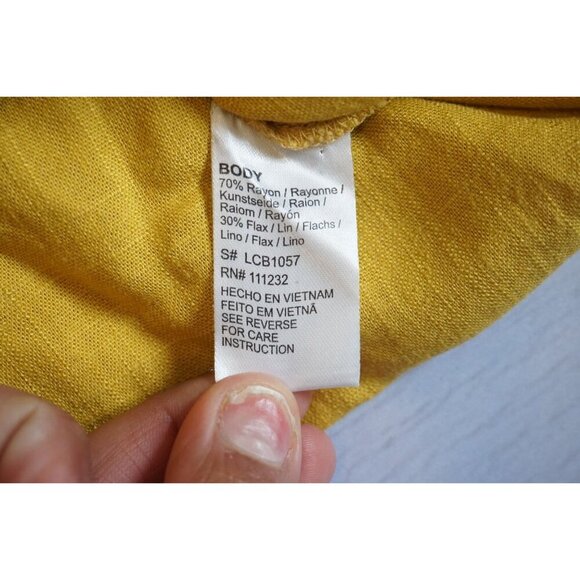 BODY
70% Rayon / Rayonne /
Kunstseide / Raion /
Raiom / Rayón
30% Flax / Lin / Flachs /
Lino / Flax / Lino
S# LCB1057
RN# 111232
HECHO EN VIETNAM
FEITO EM VIETNÃ
SEE REVERSE
FOR CARE
INSTRUCTION